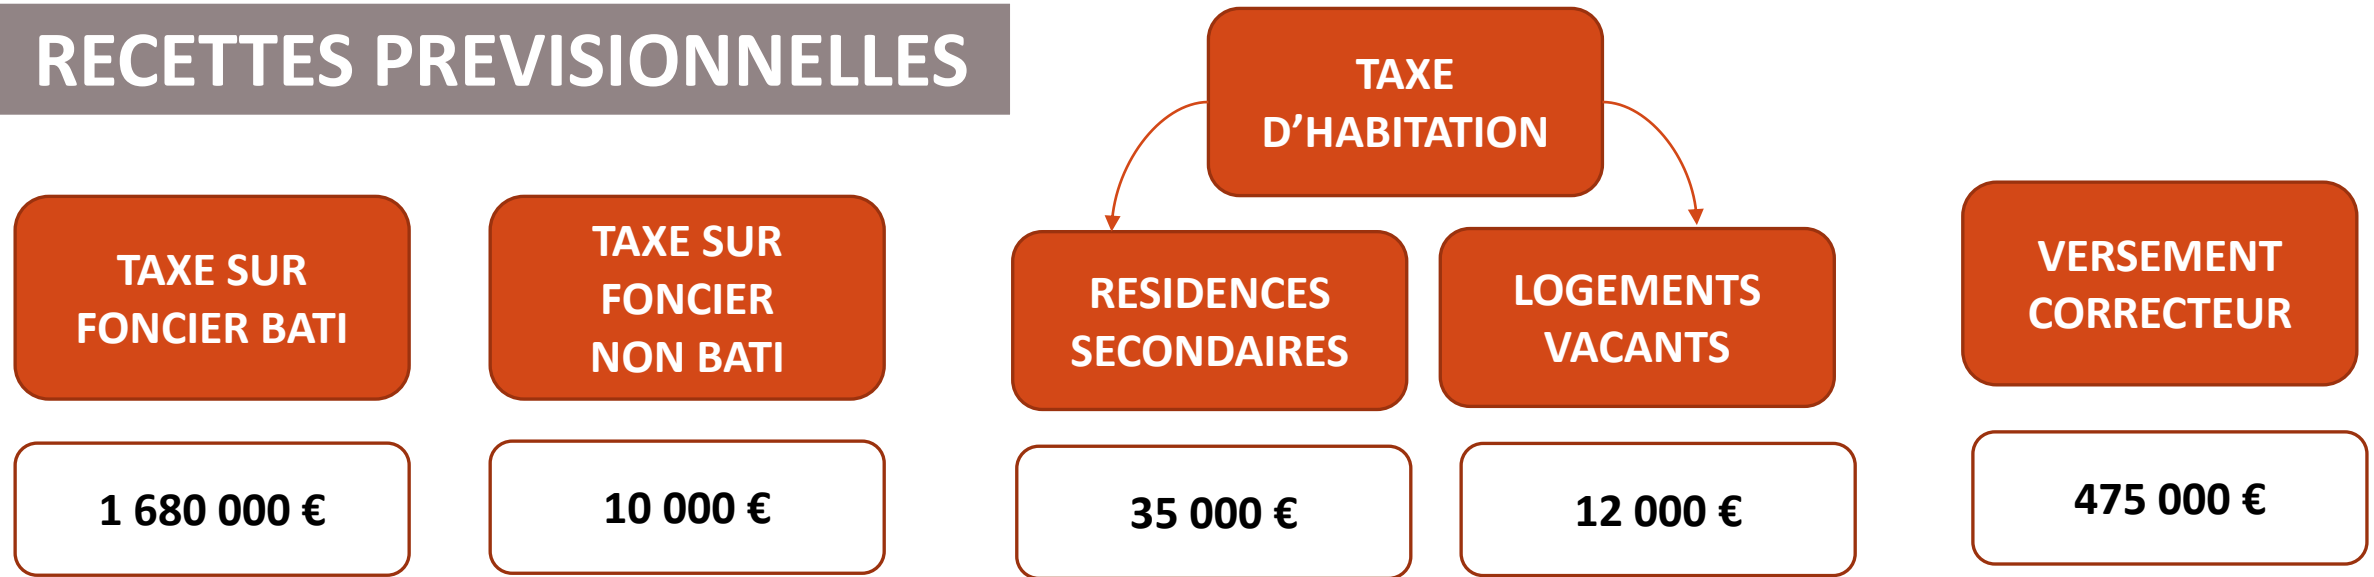 RECETTES PREVISIONNELLES
TAXE
D’HABITATION
TAXE SUR
FONCIER BATI
TAXE SUR
FONCIER
NON BATI
RESIDENCES
SECONDAIRES
LOGEMENTS
VACANTS
VERSEMENT
CORRECTEUR
1 680 000 €
10 000 €
35 000 €
12 000 €
475 000 €